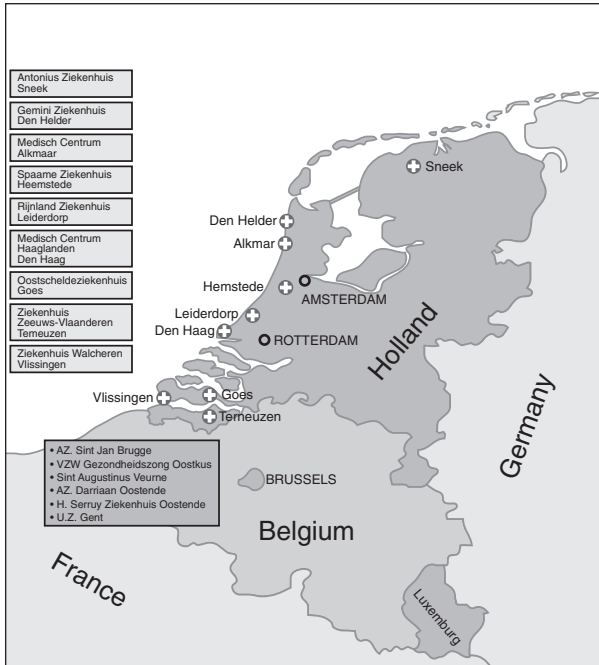 Antonius Ziekenhuis
Sneek
Gemini Ziekenhuis
Den Helder
Medisch Centrum
Alkmaar
Spaarne Ziekenhuis
Heemstede
Rijnland Ziekenhuis
Leiderdorp
Medisch Centrum
Haaglanden
Den Haag
Oostscheldeziekenhuis
Goes
Ziekenhuis
Zeeuws-Vlaanderen
Temeuzen
Ziekenhuis Walcheren
Vlissingen
Sneek
Den Helder
Alkmar
Hemstede
AMSTERDAM
Leiderdorp
Den Haag
ROTTERDAM
Holland
Vlissingen
Goes
Terneuzen
Germany
• AZ. Sint Jan Brugge
• VZW Gezondheidszong Oostkus
• Sint Augustinus Veurne
• AZ. Darriaan Oostende
• H. Serruy Ziekenhuis Oostende
• U.Z. Gent
BRUSSELS
Belgium
France
Luxemburg